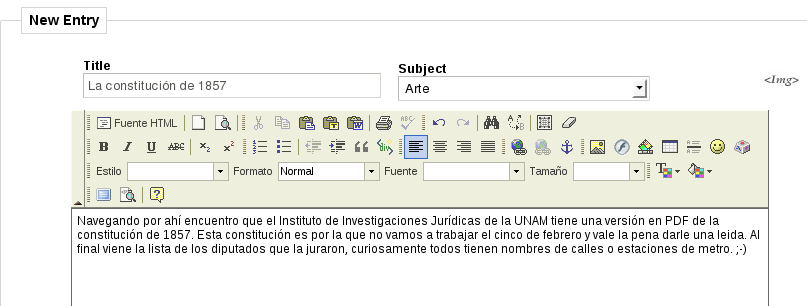 New Entry
Title
Subject
La constitución de 1857
Arte
<Img>
Fuente HTML
B I U ABC x₂ x²
Estilo Formato Normal Fuente Tamaño
Navegando por ahí encuentro que el Instituto de Investigaciones Jurídicas de la UNAM tiene una versión en PDF de la
constitución de 1857. Esta constitución es por la que no vamos a trabajar el cinco de febrero y vale la pena darle una leida. Al
final viene la lista de los diputados que la juraron, curiosamente todos tienen nombres de calles o estaciones de metro. ;-)